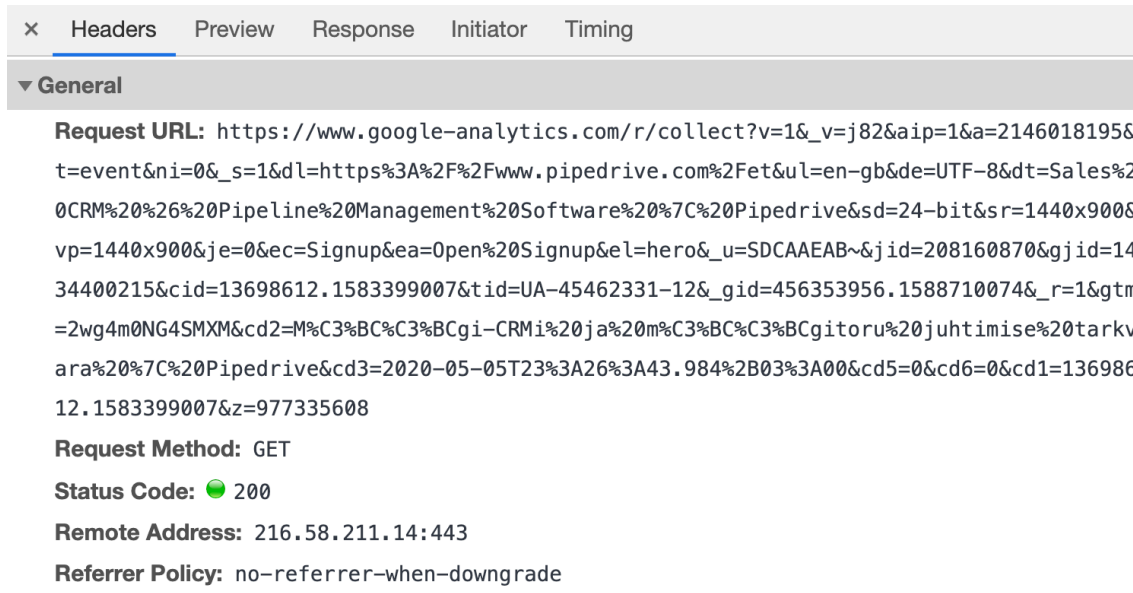 × Headers Preview Response Initiator Timing
▼ General
Request URL: https://www.google-analytics.com/r/collect?v=1&_v=j82&aip=1&a=2146018195&
t=event&ni=0&_s=1&dl=https%3A%2F%2Fwww.pipedrive.com%2Fet&ul=en-gb&de=UTF-8&dt=Sales%2
0CRM%20%26%20Pipeline%20Management%20Software%20%7C%20Pipedrive&sd=24-bit&sr=1440x900&
vp=1440x900&je=0&ec=Signup&ea=Open%20Signup&el=hero&_u=SDCAAEAB~&jid=208160870&gjid=14
34400215&cid=13698612.1583399007&tid=UA-45462331-12&_gid=456353956.1588710074&_r=1&gtm
=2wg4m0NG4SMXM&cd2=M%C3%BC%C3%BCgi-CRMi%20ja%20m%C3%BC%C3%BCgitoru%20juhtimise%20tarkv
ara%20%7C%20Pipedrive&cd3=2020-05-05T23%3A26%3A43.984%2B03%3A00&cd5=0&cd6=0&cd1=136986
12.1583399007&z=977335608
Request Method: GET
Status Code: 200
Remote Address: 216.58.211.14:443
Referrer Policy: no-referrer-when-downgrade